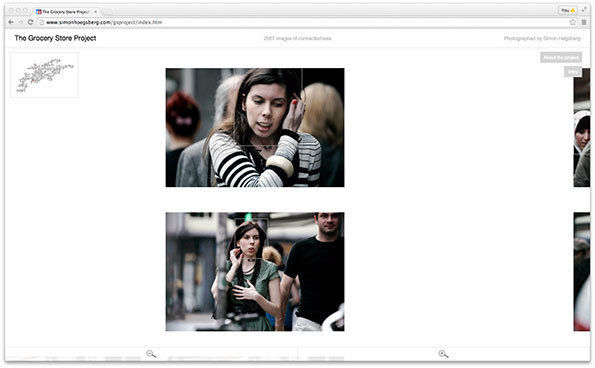 The Grocery Store Project
You
www.simonhoegsberg.com/gsproject/index.htm
The Grocery Store Project
2067 images of connectedness
Photographed by Simon Høgsberg
About the project